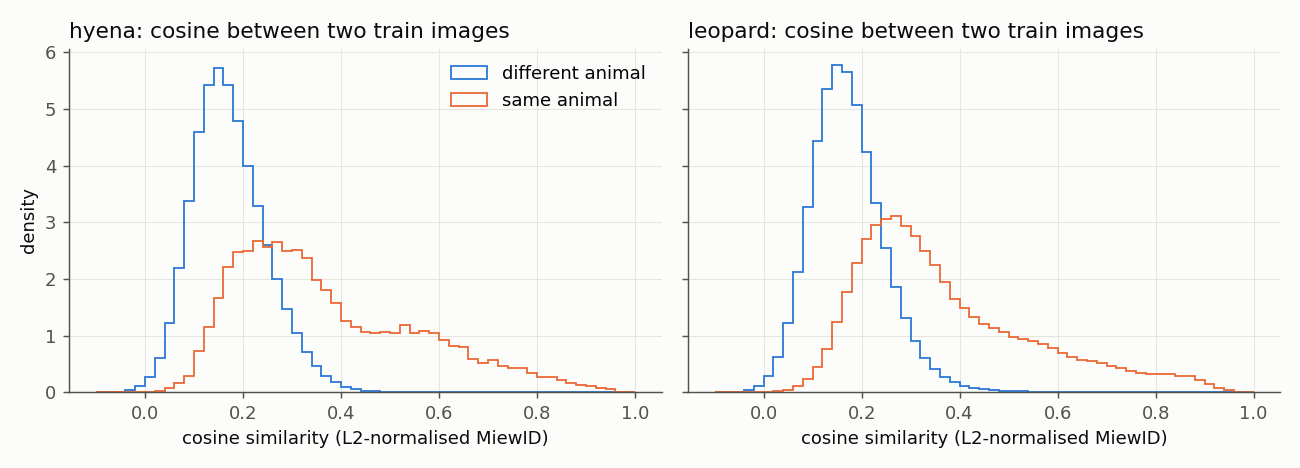 hyena: cosine between two train images
leopard: cosine between two train images
different animal
same animal
density
0
1
2
3
4
5
6
0.0 0.2 0.4 0.6 0.8 1.0
0.0 0.2 0.4 0.6 0.8 1.0
cosine similarity (L2-normalised MiewID)
cosine similarity (L2-normalised MiewID)